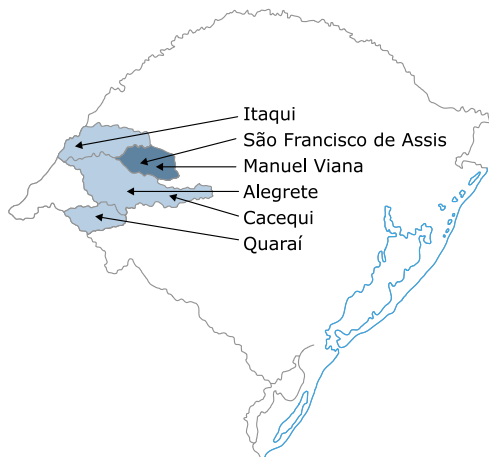 Itaqui
São Francisco de Assis
Manuel Viana
Alegrete
Cacequi
Quaraí